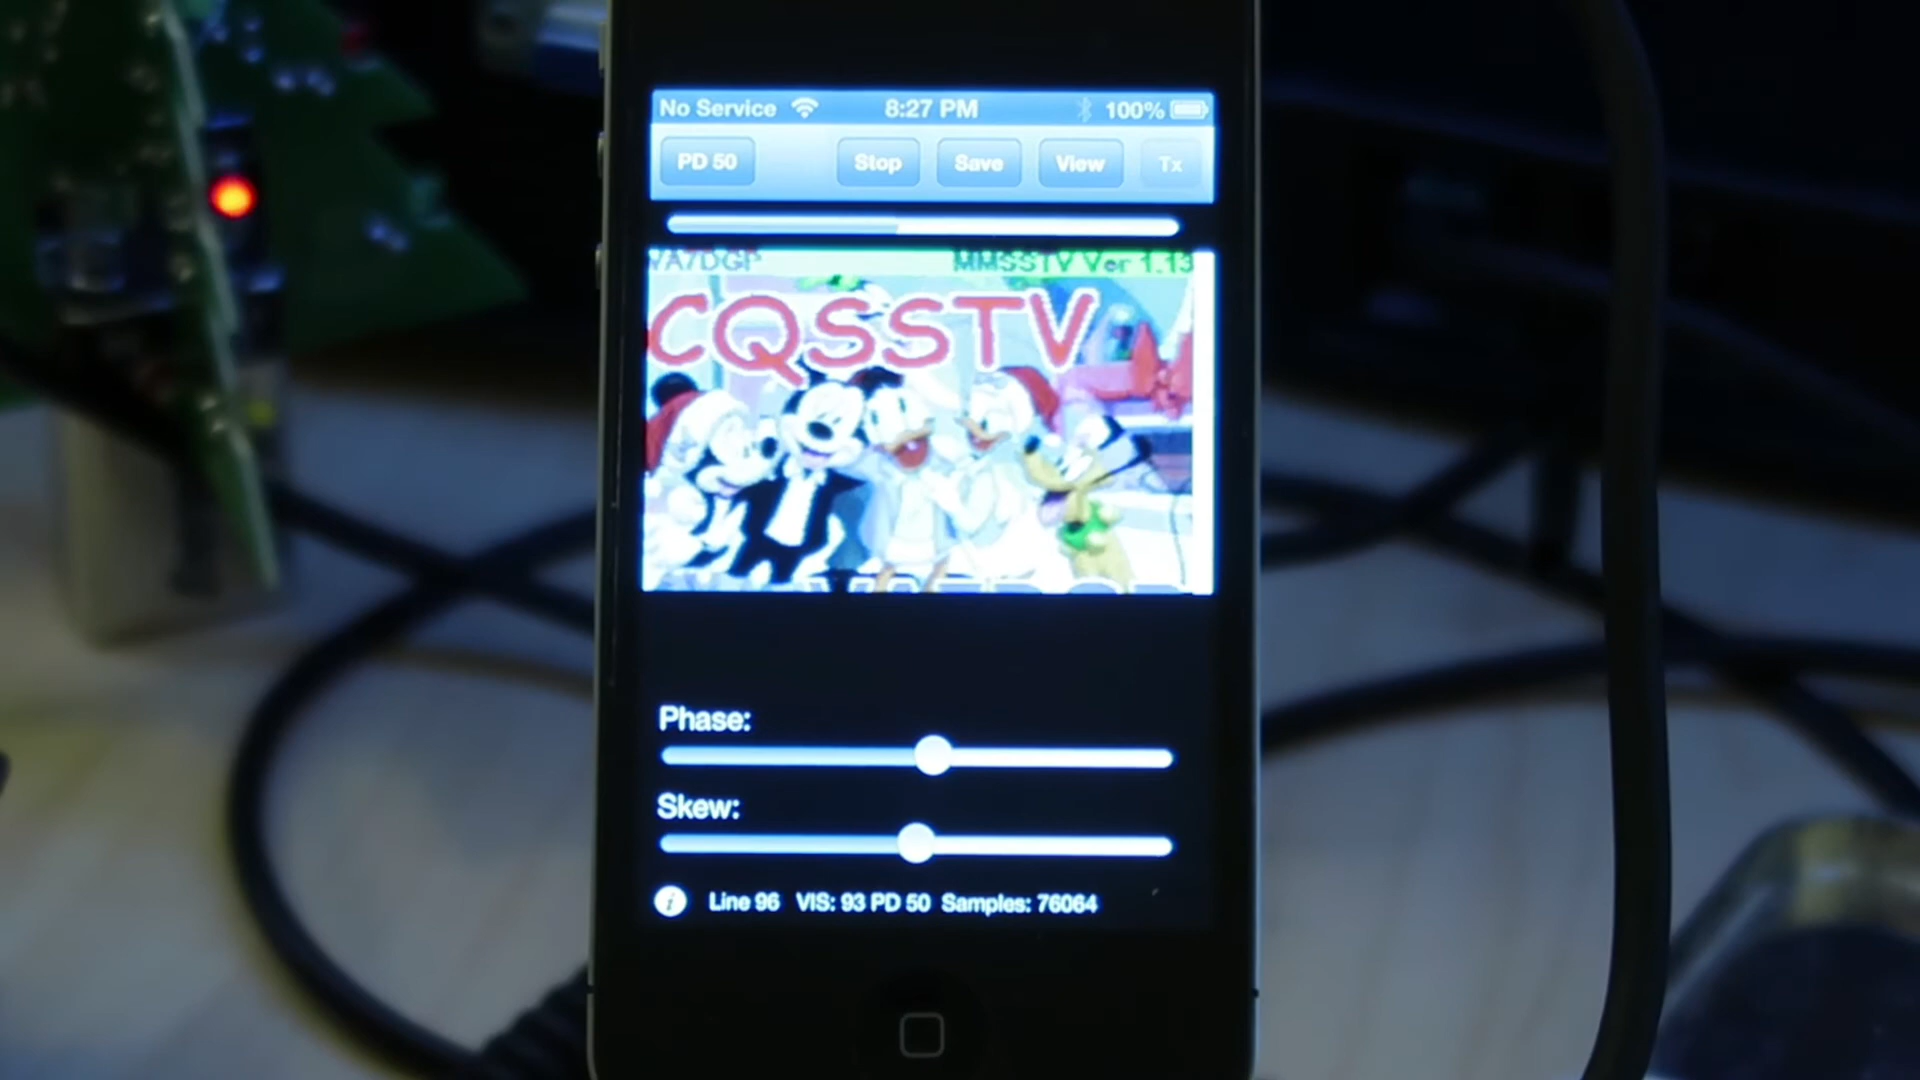 No Service 8:27 PM 100%
PD 50 Stop Save View Tx
VA7DGP MMSSTV Ver 1.13
CQSSTV
Phase:
Skew:
Line 96 VIS: 93 PD 50 Samples: 76064